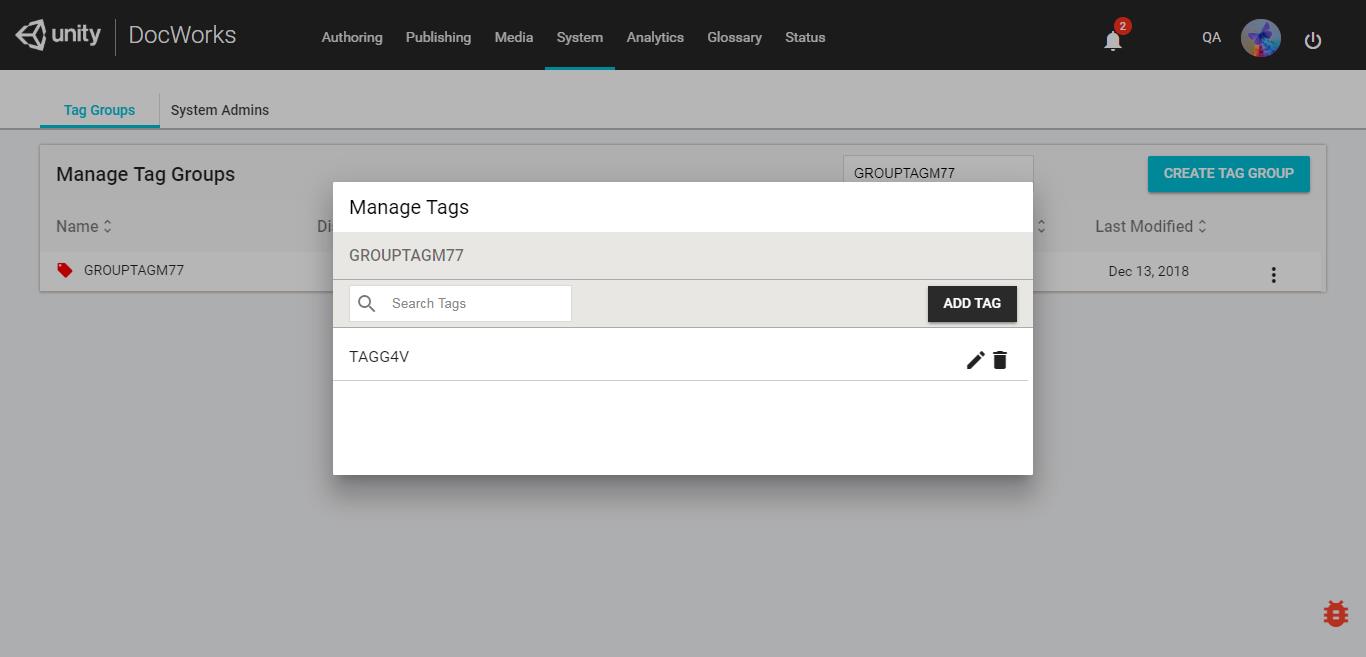 unity DocWorks Authoring Publishing Media System Analytics Glossary Status 2 QA
Tag Groups System Admins
Manage Tag Groups GROUPTAGM77 CREATE TAG GROUP
Name Di Last Modified
GROUPTAGM77 Dec 13, 2018
Manage Tags
GROUPTAGM77
Search Tags ADD TAG
TAGG4V